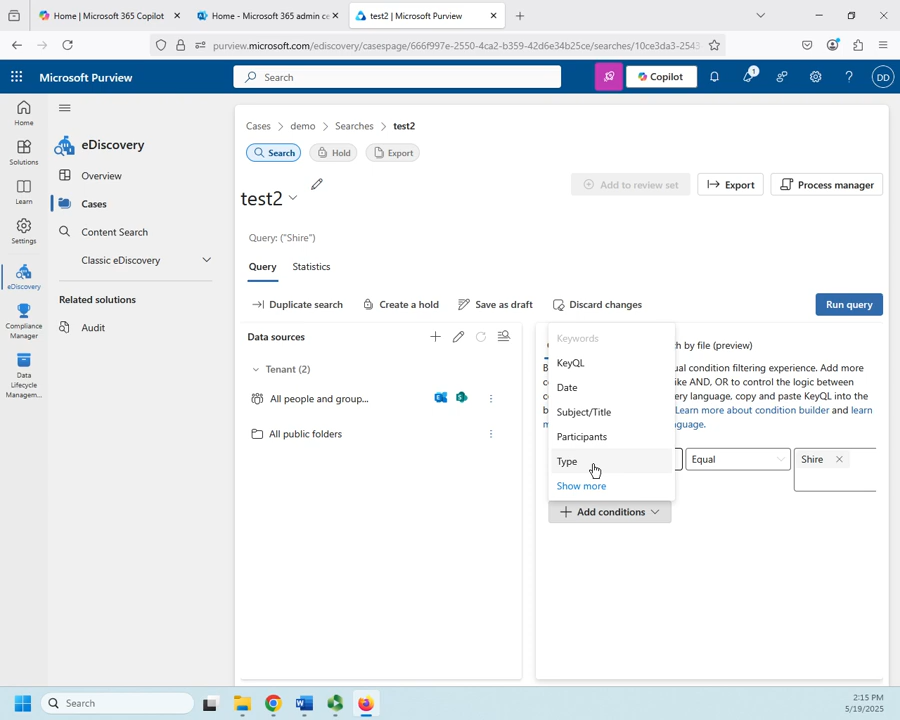 Home | Microsoft 365 Copilot
Home - Microsoft 365 admin ce
test2 | Microsoft Purview
purview.microsoft.com/ediscovery/casespage/666f997e-2550-4ca2-b359-42d6e34b25ce/searches/10ce3da3-2543
Microsoft Purview
Search
Copilot
1
DD
Home
Solutions
Learn
Settings
eDiscovery
Compliance
Manager
Data
Lifecycle
Managem...
eDiscovery
Overview
Cases
Content Search
Classic eDiscovery
Related solutions
Audit
Cases > demo > Searches > test2
Search
Hold
Export
test2
Add to review set
Export
Process manager
Query: ("Shire")
Query
Statistics
Duplicate search
Create a hold
Save as draft
Discard changes
Run query
Data sources
Tenant (2)
All people and group...
All public folders
h by file (preview)
ual condition filtering experience. Add more
ike AND, OR to control the logic between
ery language, copy and paste KeyQL into the
Learn more about condition builder and learn
uage.
Keywords
KeyQL
Date
Subject/Title
Participants
Type
Show more
Equal
Shire
Add conditions
Search
2:15 PM
5/19/2025